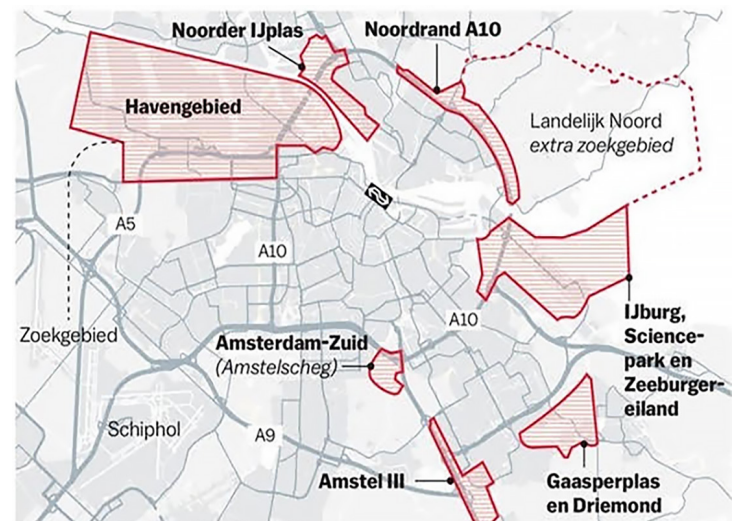 Noorder IJplas
Noordrand A10
Havengebied
Landelijk Noord
extra zoekgebied
A5
A10
A10
Zoekgebied
Amsterdam-Zuid
(Amstelscheg)
IJburg,
Science-
park en
Zeeburger-
eiland
Schiphol
A9
Amstel III
Gaasperplas
en Driemond